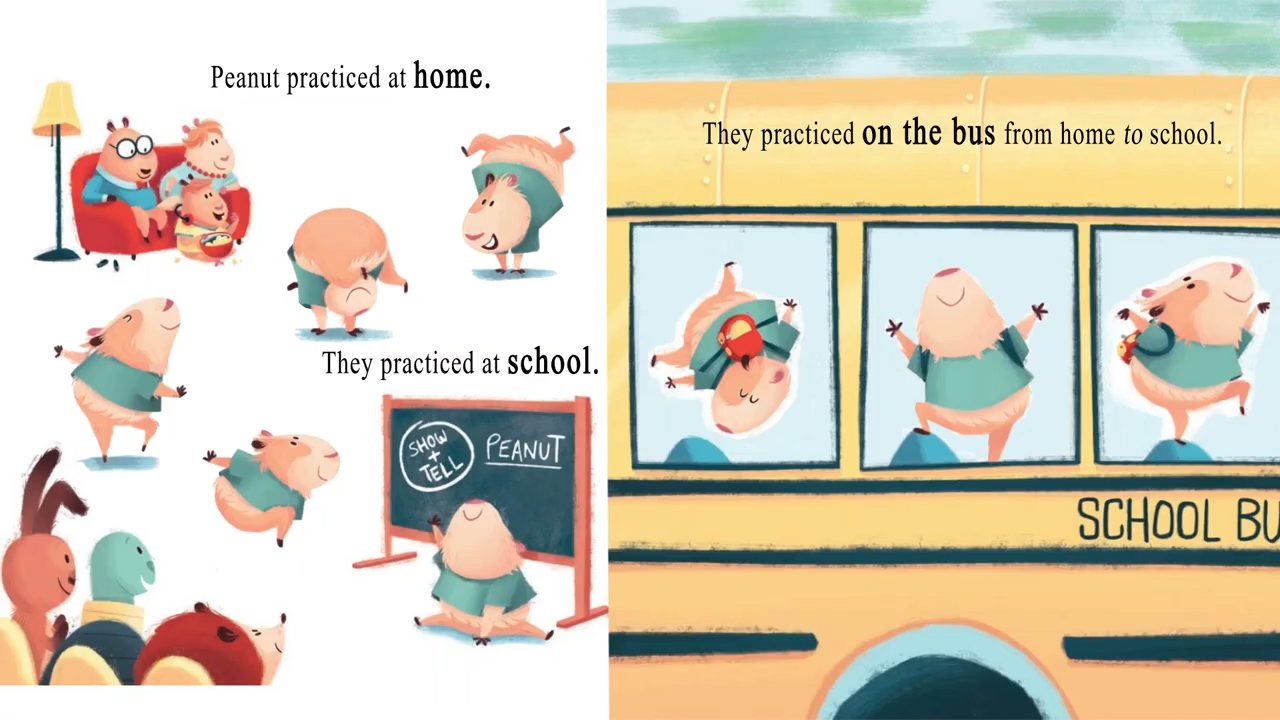 Peanut practiced at home.
They practiced at school.
SHOW
+
TELL
PEANUT
They practiced on the bus from home to school.
SCHOOL BU